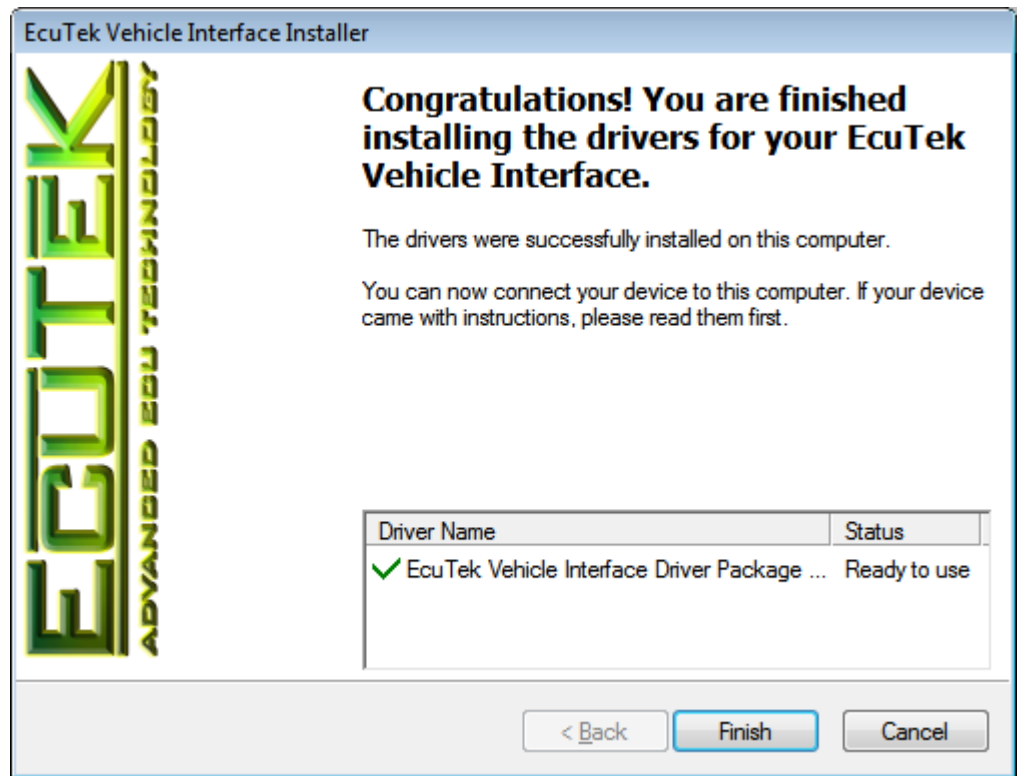 EcuTek Vehicle Interface Installer
ECUTEK
ADVANCED ECU TECHNOLOGY
Congratulations! You are finished
installing the drivers for your EcuTek
Vehicle Interface.
The drivers were successfully installed on this computer.
You can now connect your device to this computer. If your device
came with instructions, please read them first.
Driver Name Status
EcuTek Vehicle Interface Driver Package ... Ready to use
< Back Finish Cancel